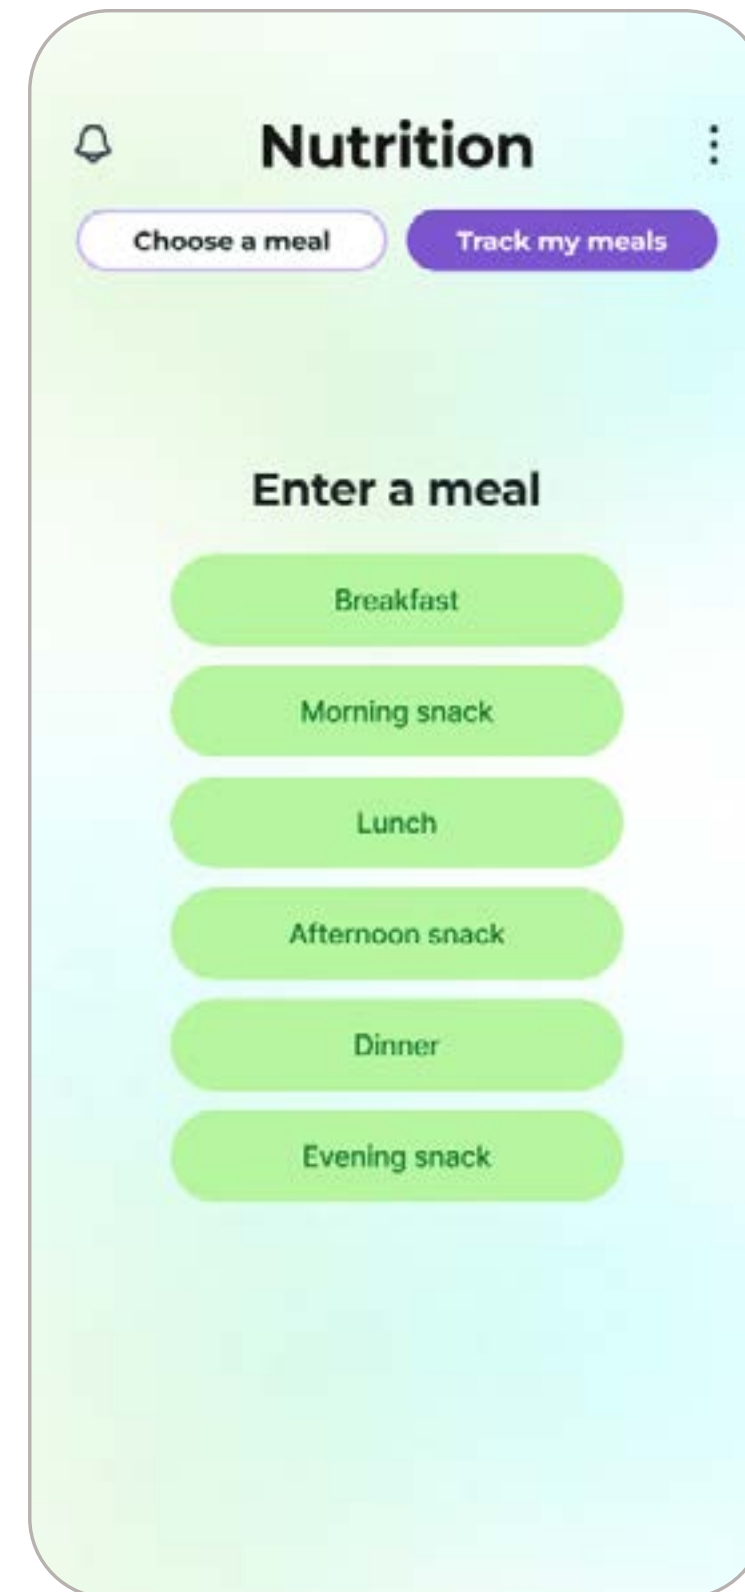 Nutrition
Choose a meal
Track my meals
Enter a meal
Breakfast
Morning snack
Lunch
Afternoon snack
Dinner
Evening snack